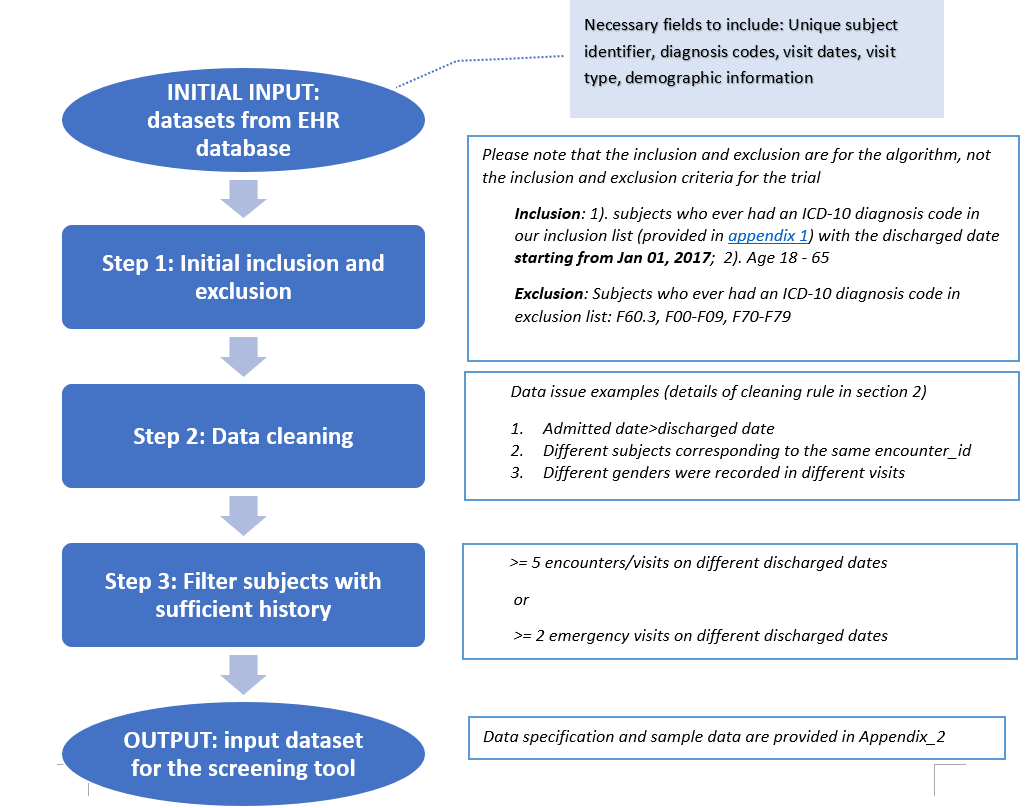 Necessary fields to include: Unique subject
identifier, diagnosis codes, visit dates, visit
type, demographic information
INITIAL INPUT:
datasets from EHR
database
Please note that the inclusion and exclusion are for the algorithm, not
the inclusion and exclusion criteria for the trial
Inclusion: 1). subjects who ever had an ICD-10 diagnosis code in
our inclusion list (provided in appendix 1) with the discharged date
starting from Jan 01, 2017; 2). Age 18 - 65
Exclusion: Subjects who ever had an ICD-10 diagnosis code in
exclusion list: F60.3, F00-F09, F70-F79
Step 1: Initial inclusion and
exclusion
Data issue examples (details of cleaning rule in section 2)
1. Admitted date>discharged date
2. Different subjects corresponding to the same encounter_id
3. Different genders were recorded in different visits
Step 2: Data cleaning
>= 5 encounters/visits on different discharged dates
or
>= 2 emergency visits on different discharged dates
Step 3: Filter subjects with
sufficient history
OUTPUT: input dataset
for the screening tool
Data specification and sample data are provided in Appendix_2